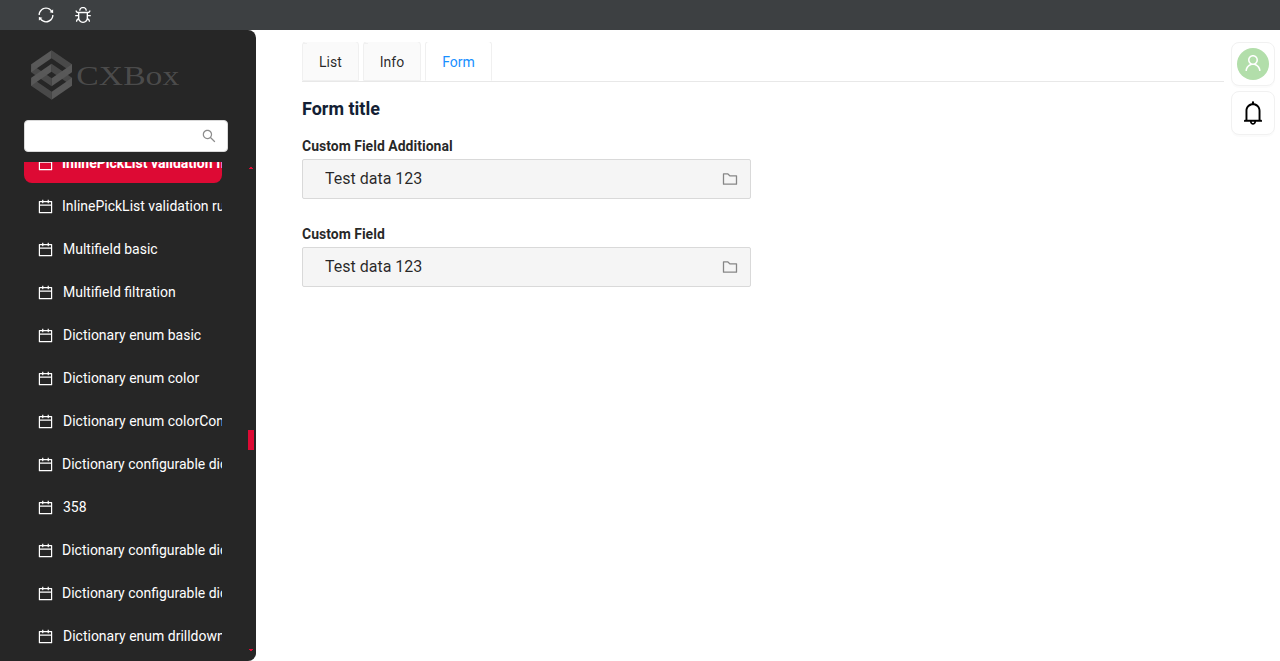 CXBox
List Info Form
Form title
Custom Field Additional
Test data 123
Custom Field
Test data 123
InlinePickList validation
InlinePickList validation ru
Multifield basic
Multifield filtration
Dictionary enum basic
Dictionary enum color
Dictionary enum colorCon
Dictionary configurable di
358
Dictionary configurable di
Dictionary configurable di
Dictionary enum drilldown